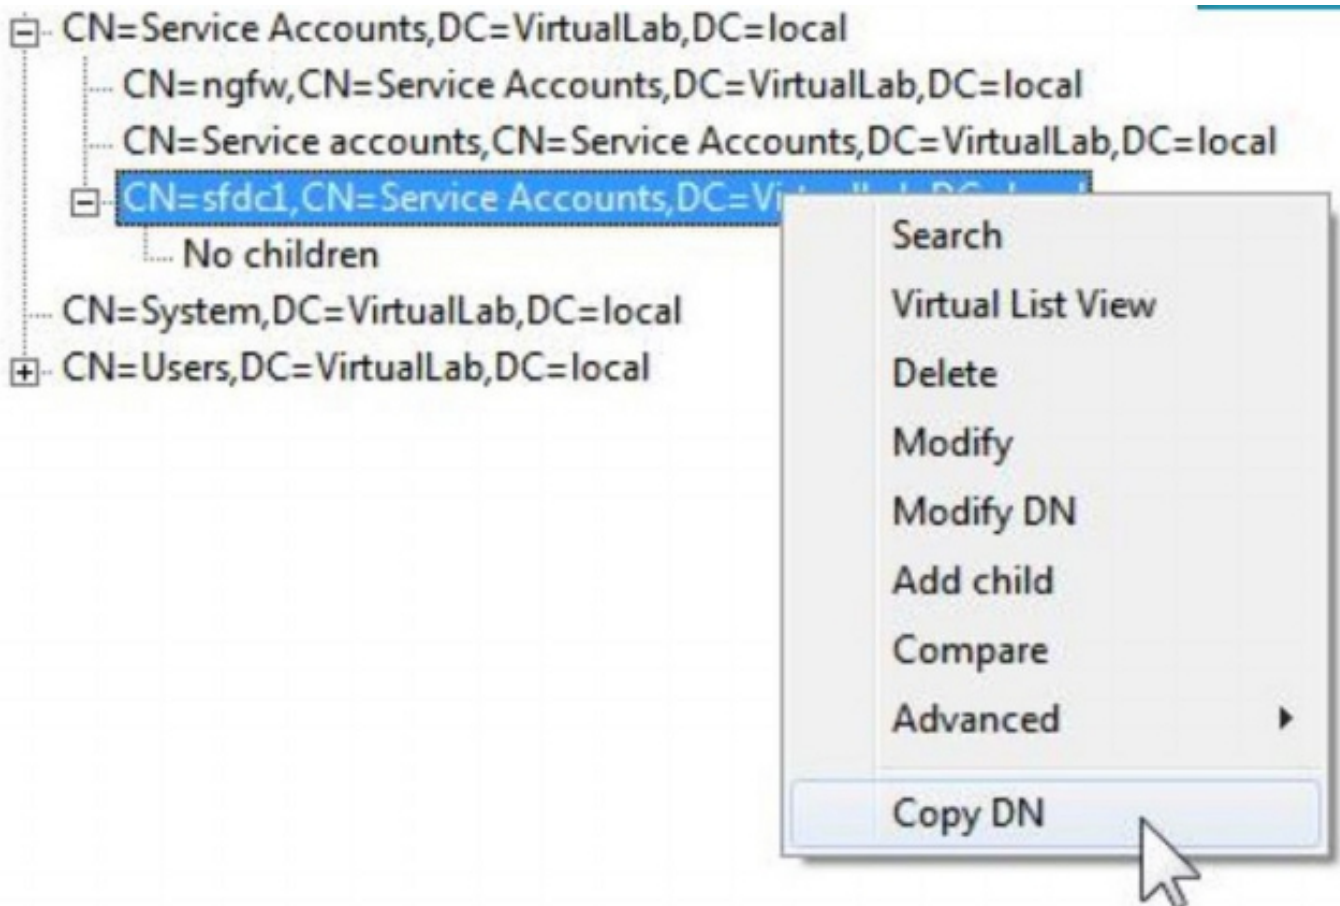 CN=Service Accounts,DC=VirtualLab,DC=local
CN=ngfw,CN=Service Accounts,DC=VirtualLab,DC=local
CN=Service accounts,CN=Service Accounts,DC=VirtualLab,DC=local
CN=sfdc1,CN=Service Accounts,DC=
No children
CN=System,DC=VirtualLab,DC=local
CN=Users,DC=VirtualLab,DC=local
Search
Virtual List View
Delete
Modify
Modify DN
Add child
Compare
Advanced
Copy DN